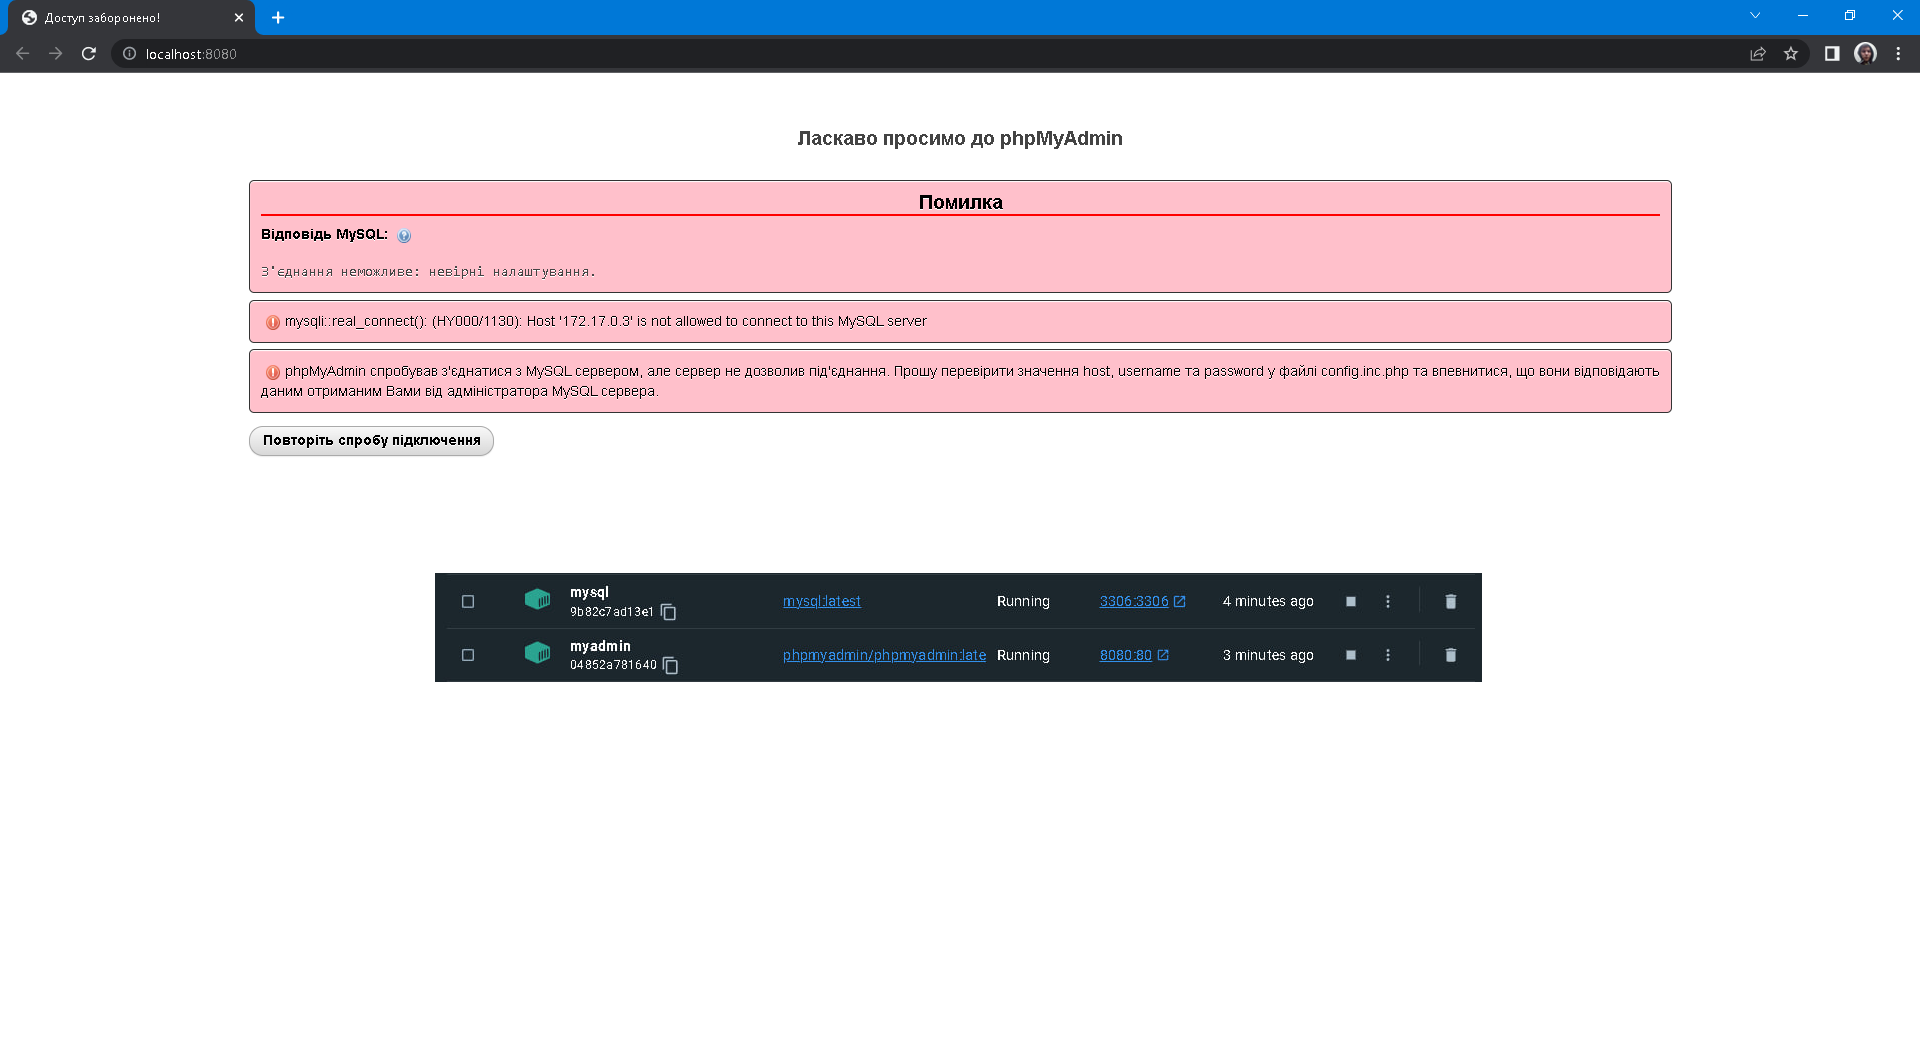 Доступ заборонено!
localhost:8080
Ласкаво просимо до phpMyAdmin
Помилка
Відповідь MySQL:
З'єднання неможливе: невірні налаштування.
mysqli::real_connect(): (HY000/1130): Host '172.17.0.3' is not allowed to connect to this MySQL server
phpMyAdmin спробував з'єднатися з MySQL сервером, але сервер не дозволив під'єднання. Прошу перевірити значення host, username та password у файлі config.inc.php та впевнитися, що вони відповідають
даним отриманим Вами від адміністратора MySQL сервера.
Повторіть спробу підключення
mysql
9b82c7ad13e1
mysql:latest Running 3306:3306 4 minutes ago
myadmin
04852a781640
phpmyadmin/phpmyadmin:late Running 8080:80 3 minutes ago